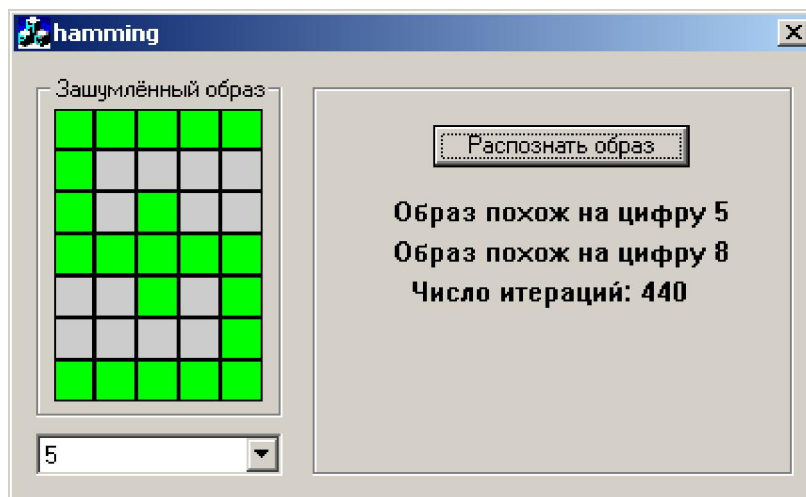 hamming
Зашумлённый образ
Распознать образ
Образ похож на цифру 5
Образ похож на цифру 8
Число итераций: 440
5